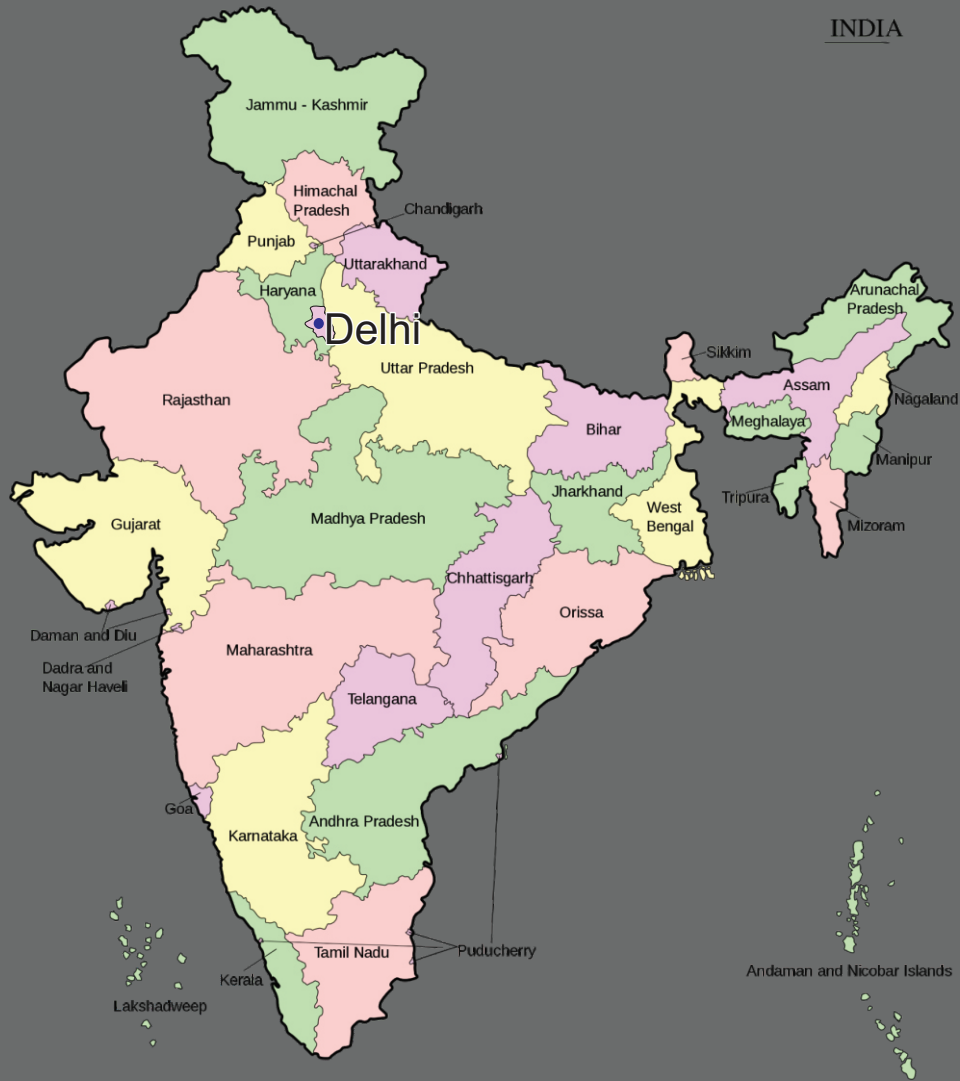 INDIA
Jammu - Kashmir
Himachal
Pradesh
Chandigarh
Punjab
Uttarakhand
Haryana
Arunachal
Pradesh
Delhi
Sikkim
Uttar Pradesh
Assam
Rajasthan
Nagaland
Meghalaya
Bihar
Manipur
Jharkhand
Tripura
West
Bengal
Madhya Pradesh
Gujarat
Mizoram
Chhattisgarh
Orissa
Daman and Diu
Maharashtra
Dadra and
Nagar Haveli
Telangana
Goa
Andhra Pradesh
Karnataka
Puducherry
Tamil Nadu
Andaman and Nicobar Islands
Kerala
Lakshadweep